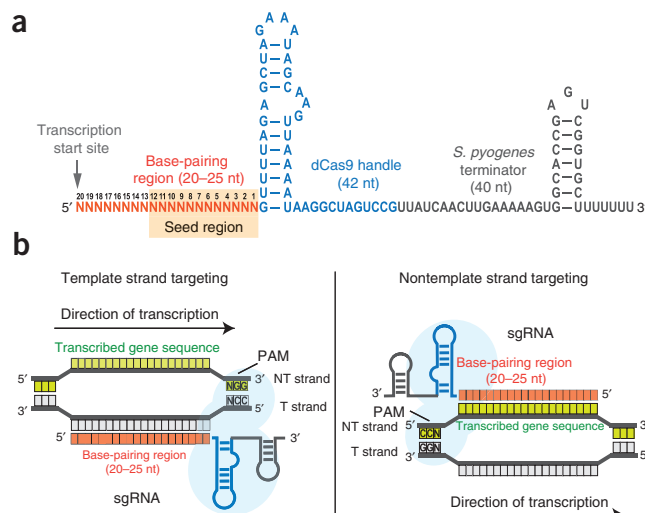 a
G A A
A A
U U
C A
G — G
A — C
G A
A A
U G
U — U
U — A
U — A
U — A
G — U
Transcription
start site
Base-pairing
region (20–25 nt)
dCas9 handle
(42 nt)
S. pyogenes
terminator
(40 nt)
A G U
G — C
C — G
C — G
A — U
C — G
G — C
20 19 18 17 16 15 14 13 12 11 10 9 8 7 6 5 4 3 2 1
5′ NNNNNNNNNNNNNNNNNNNN G — UAAGGCUAGUCCGUUAUCAACUUGAAAAAGUG — UUUUUUU 3′
Seed region
b
Template strand targeting
Direction of transcription
Transcribed gene sequence
PAM
5′ NGG 3′ NT strand
3′ NCC 5′ T strand
5′ 3′
Base-pairing region
(20–25 nt)
sgRNA
Nontemplate strand targeting
sgRNA
Base-pairing region
(20–25 nt)
3′ 5′
PAM
NT strand
Transcribed gene sequence
5′ CCN 3′
T strand
3′ GGN 5′
Direction of transcription